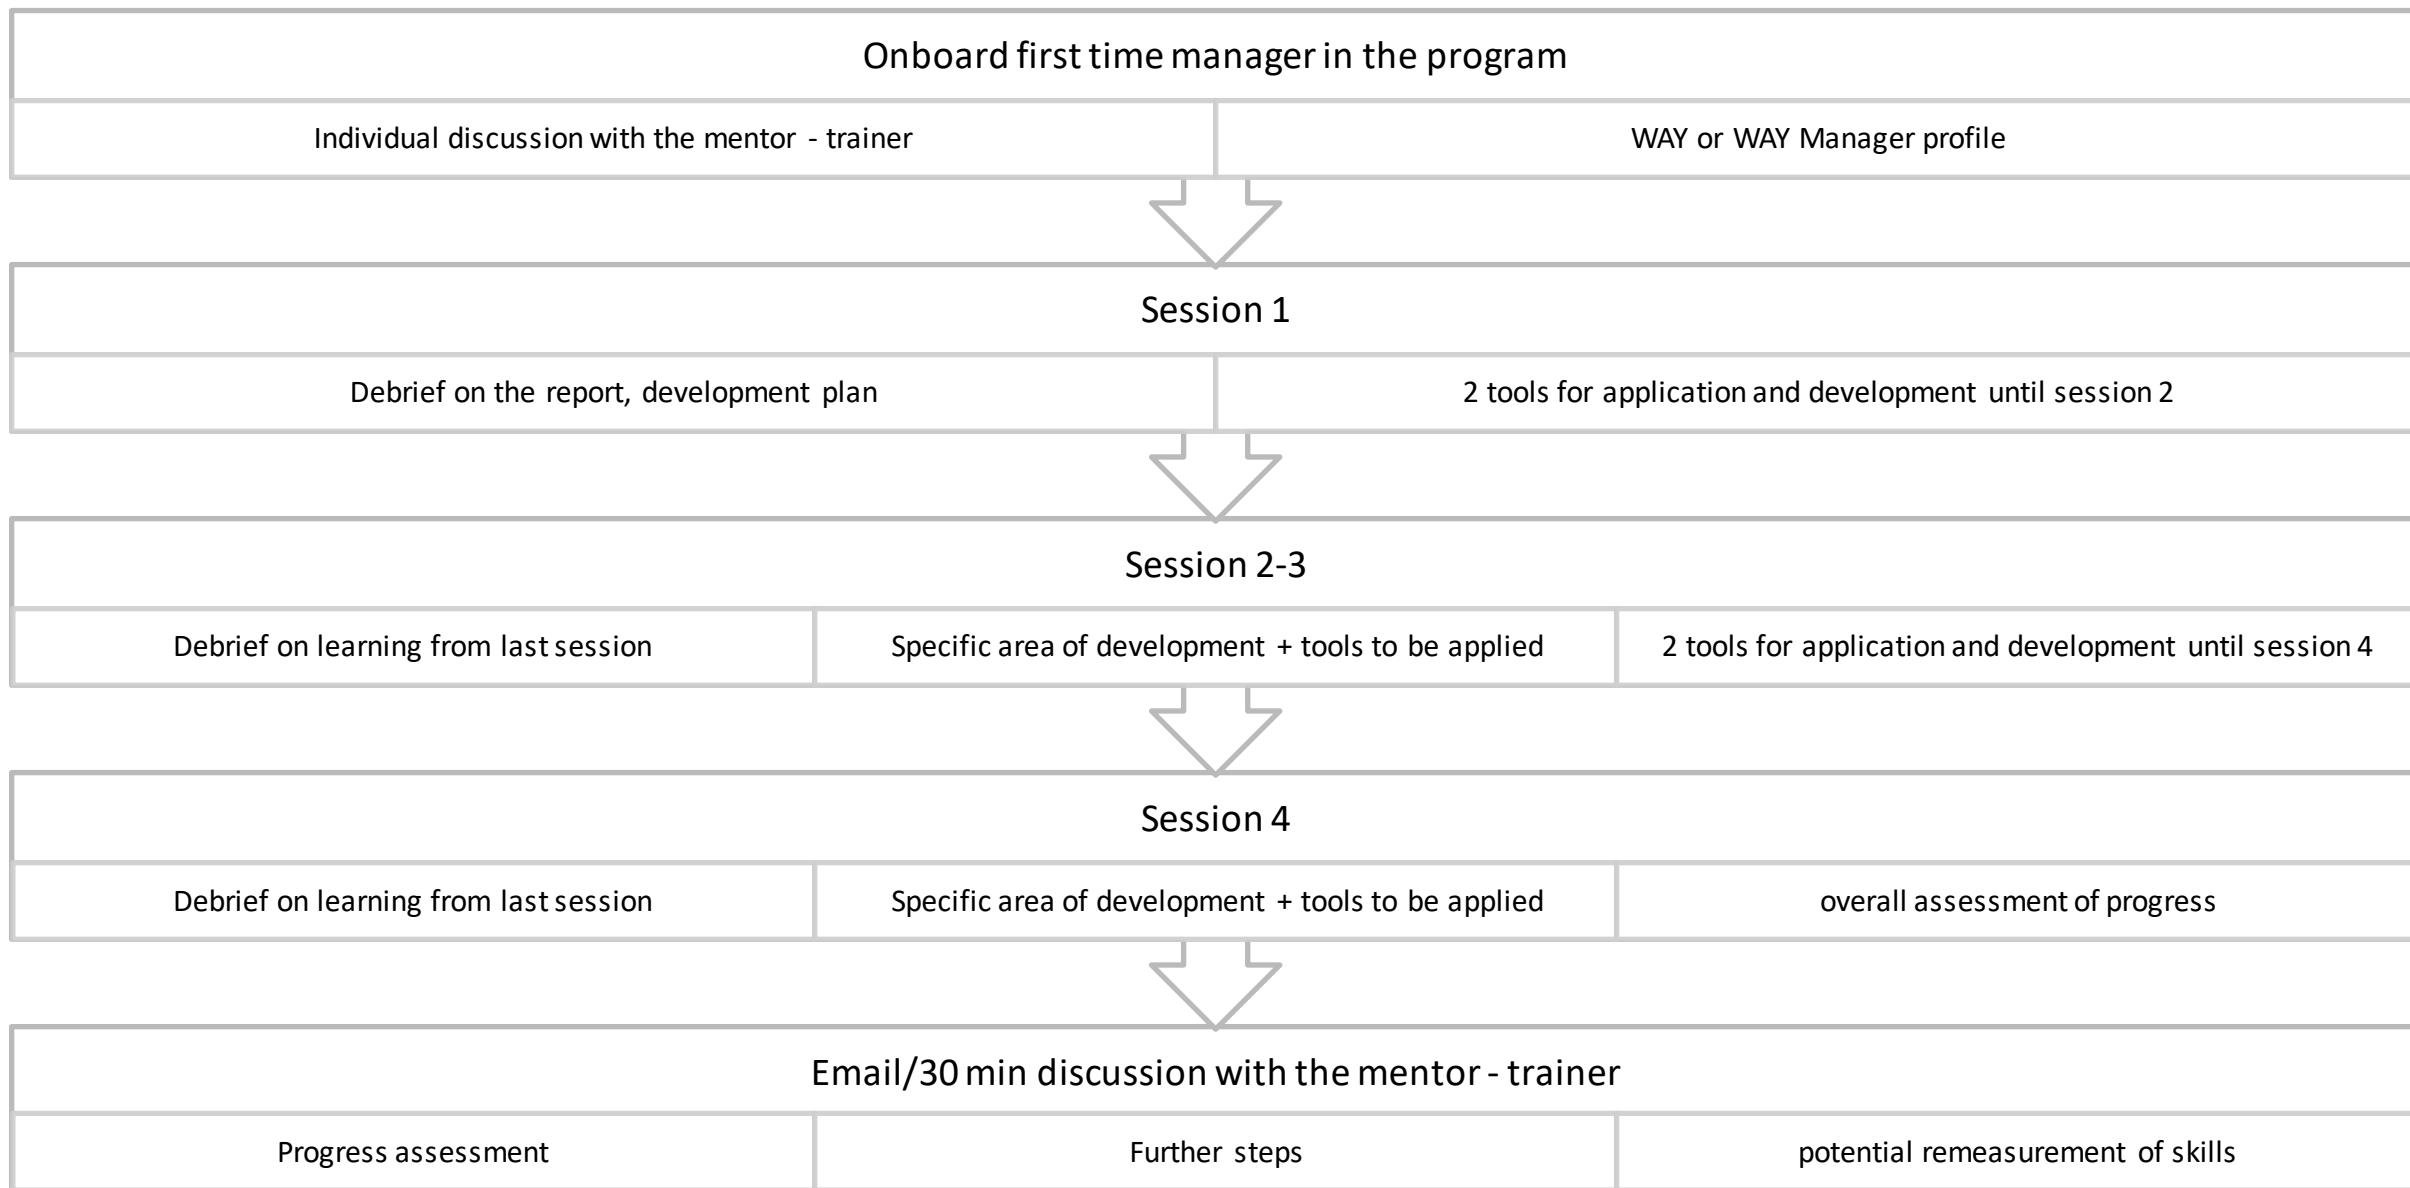 Onboard first time manager in the program
Individual discussion with the mentor - trainer
WAY or WAY Manager profile
Session 1
Debrief on the report, development plan
2 tools for application and development until session 2
Session 2-3
Debrief on learning from last session
Specific area of development + tools to be applied
2 tools for application and development until session 4
Session 4
Debrief on learning from last session
Specific area of development + tools to be applied
overall assessment of progress
Email/30 min discussion with the mentor - trainer
Progress assessment
Further steps
potential remeasurement of skills